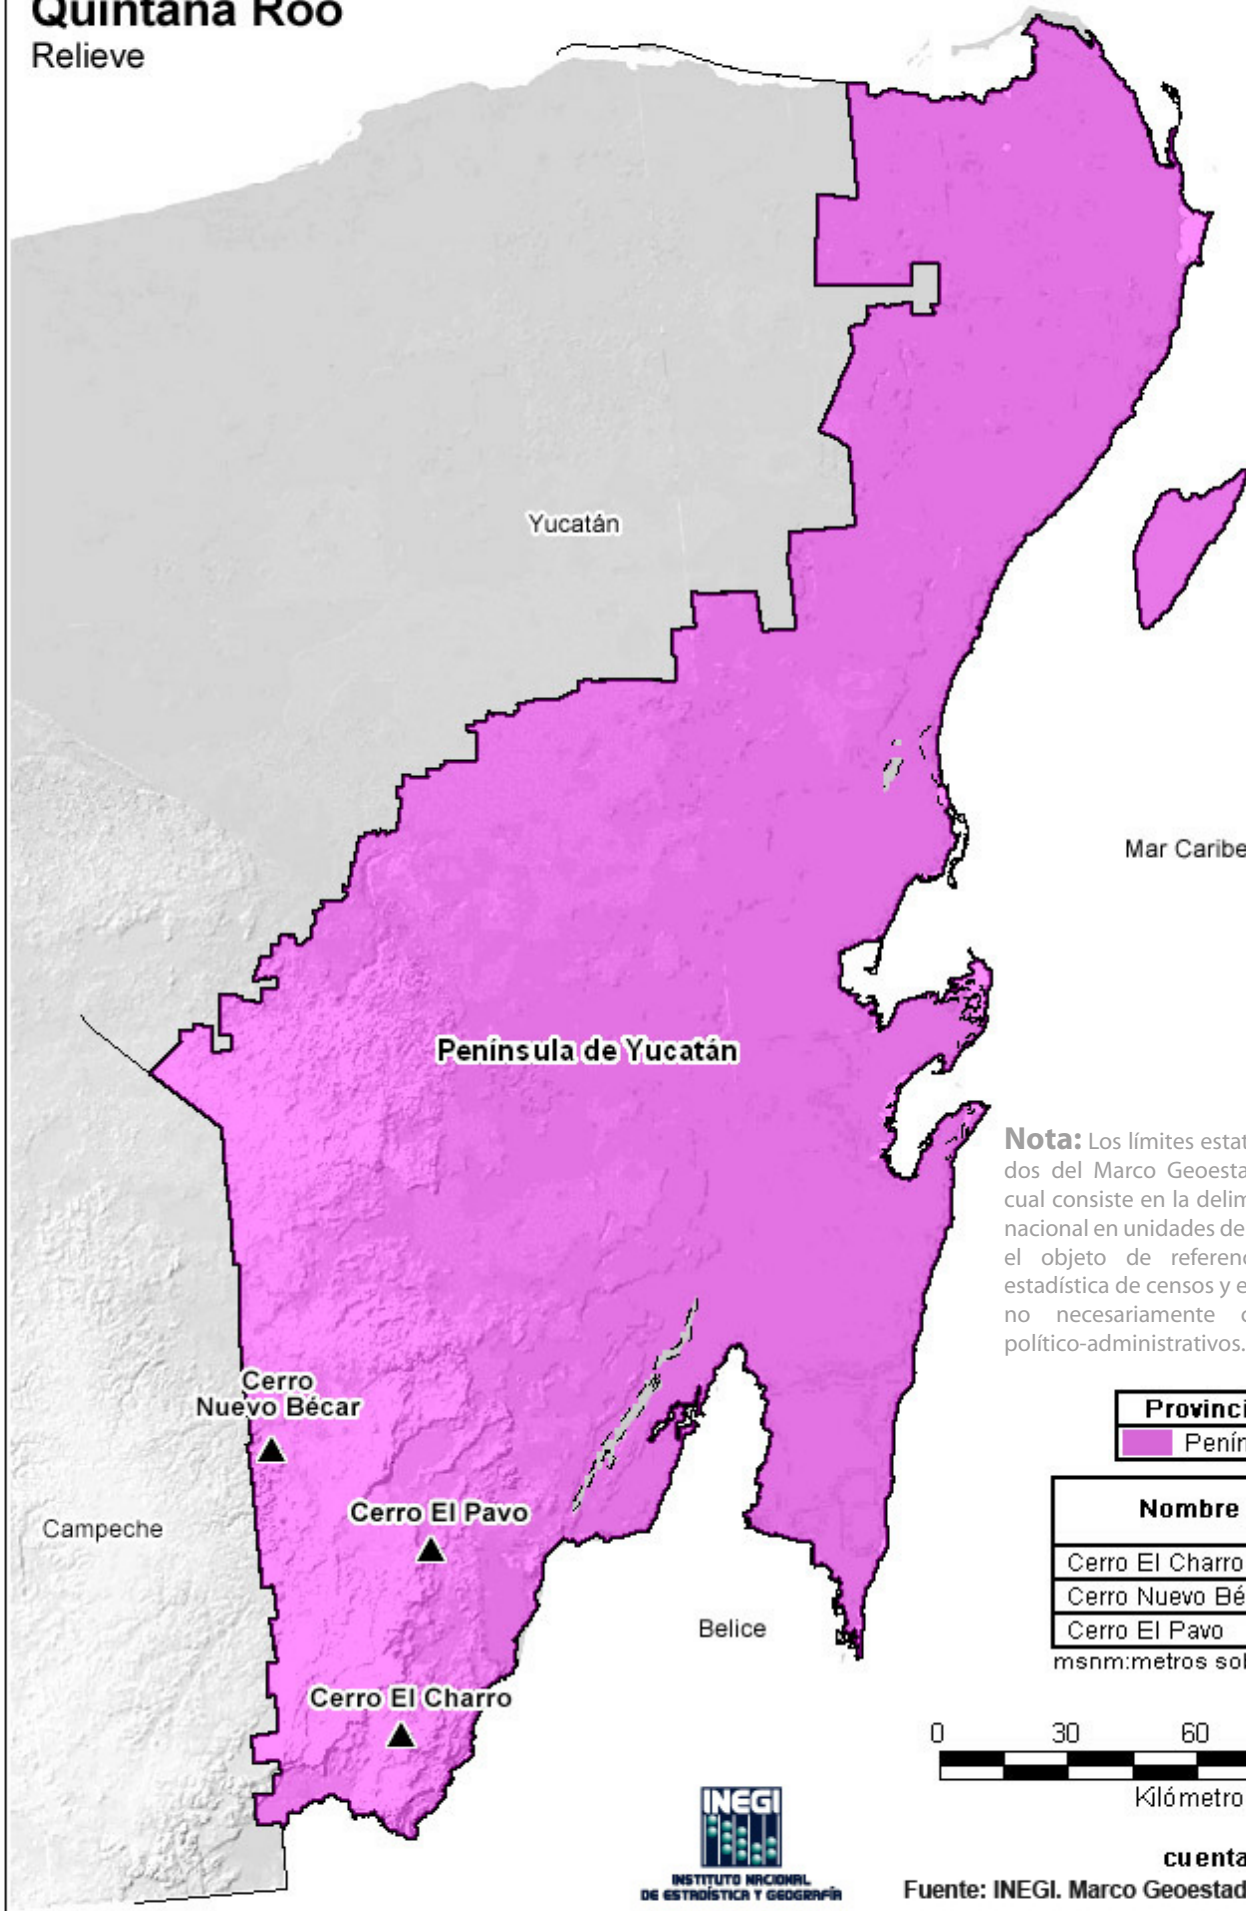 Quintana Roo
Relieve
Yucatán
Mar Caribe
Península de Yucatán
Nota: Los límites estat
dos del Marco Geoesta
cual consiste en la delim
nacional en unidades de
el objeto de referenc
estadística de censos y e
no necesariamente c
político-administrativos.
Cerro
Nuevo Bécar
Provinci
Penín
Cerro El Pavo
Campeche
Nombre
Cerro El Charro
Cerro Nuevo Bé
Cerro El Pavo
msnm:metros sol
Belice
Cerro El Charro
0 30 60
Kilómetro
INEGI
INSTITUTO NACIONAL
DE ESTADÍSTICA Y GEOGRAFÍA
cuenta
Fuente: INEGI. Marco Geoestad